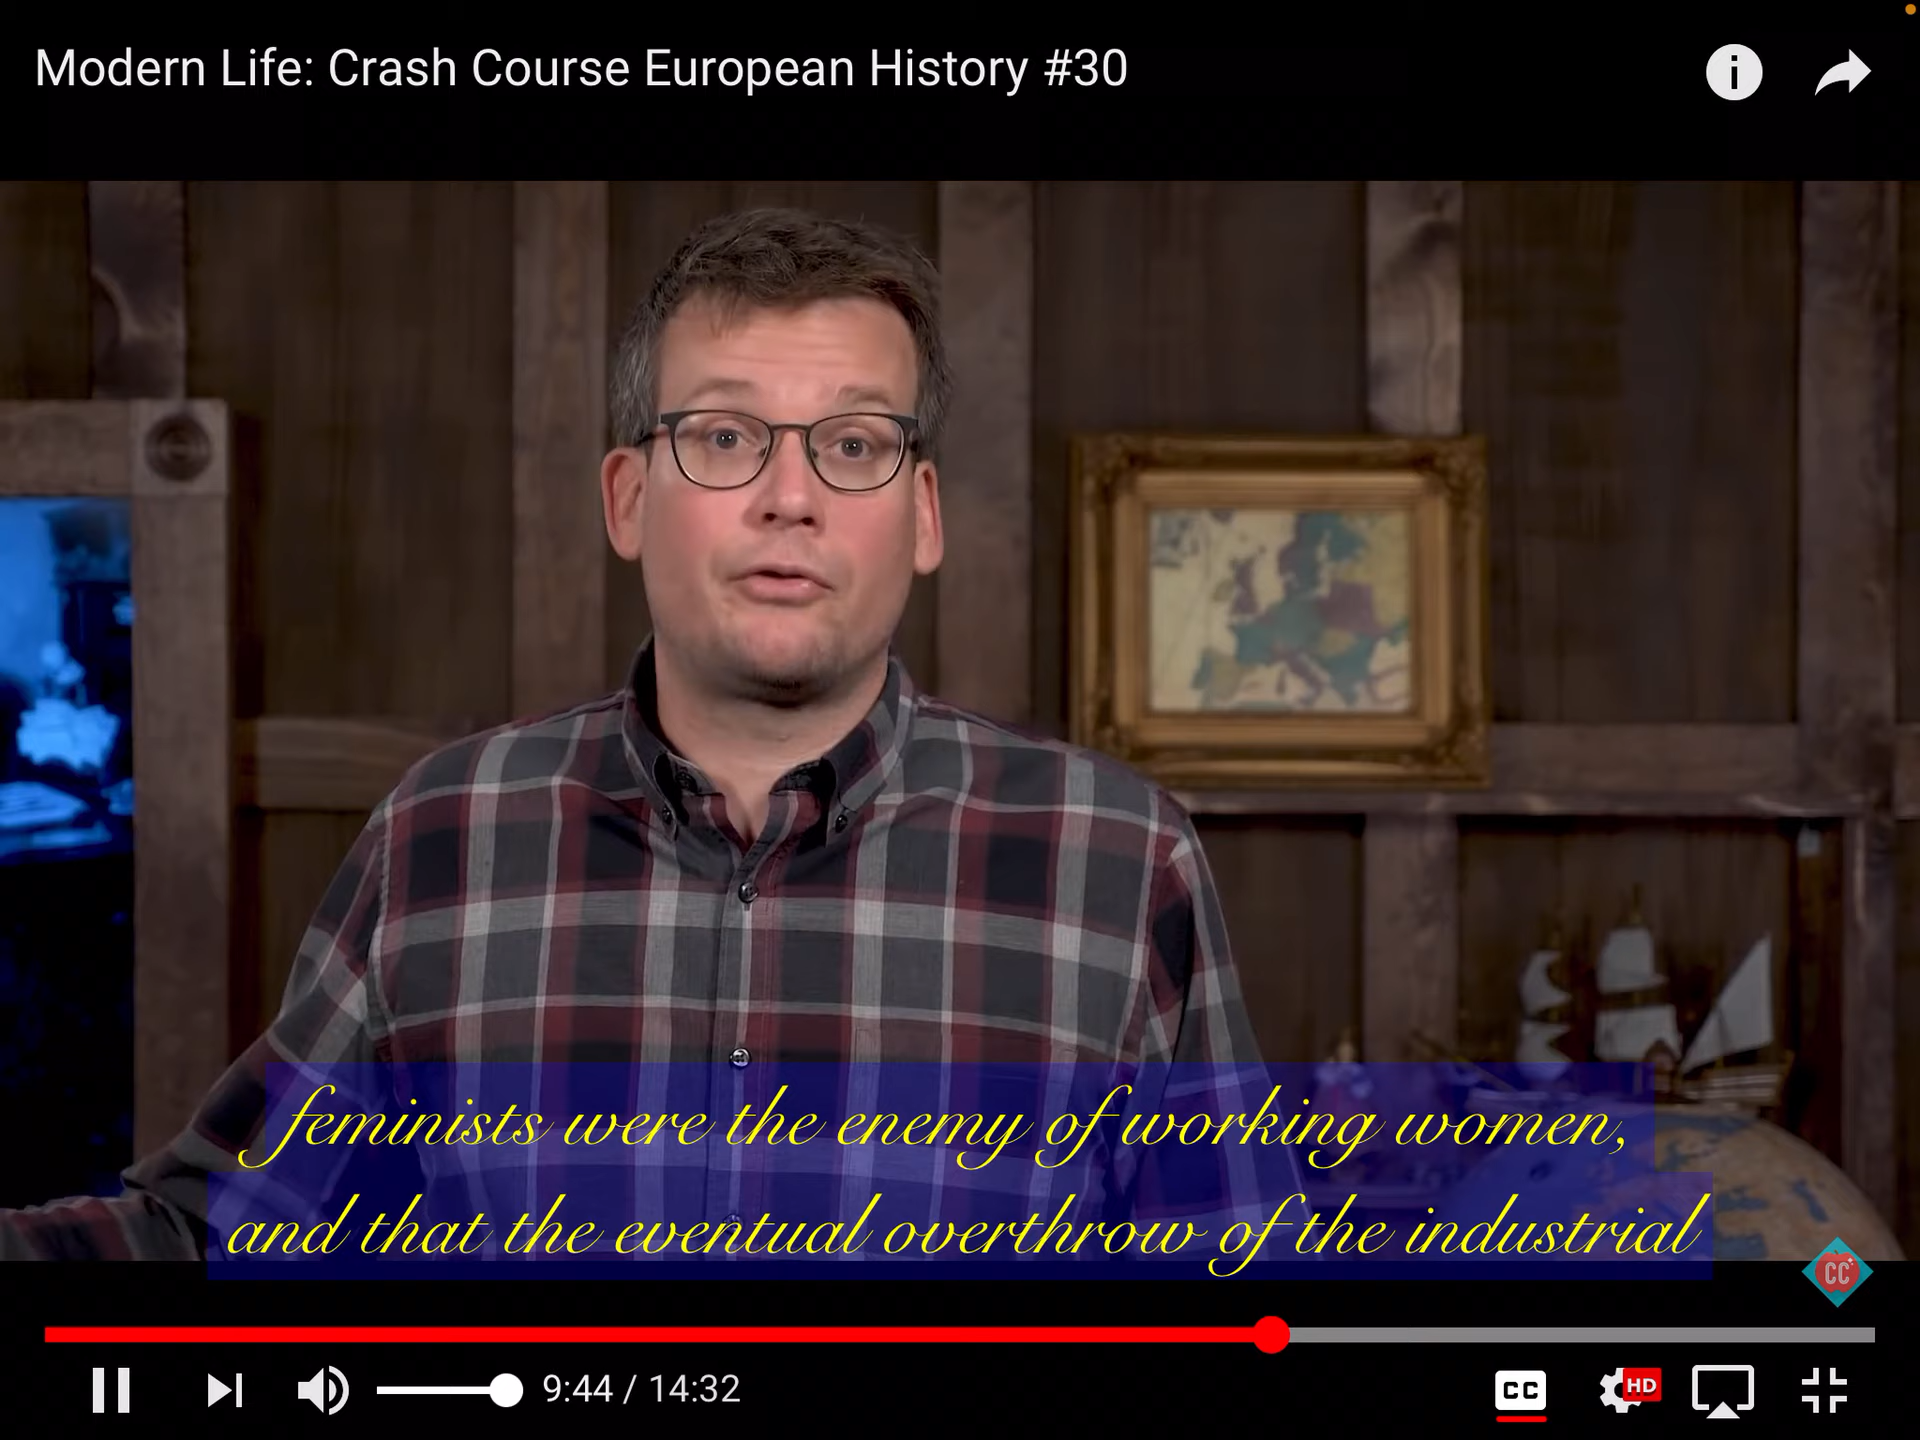 Modern Life: Crash Course European History #30
feminists were the enemy of working women,
and that the eventual overthrow of the industrial
CC
9:44 / 14:32
CC
HD